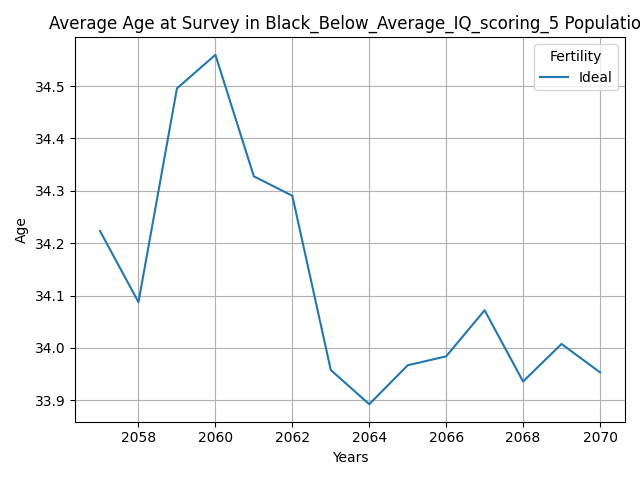 Average Age at Survey in Black_Below_Average_IQ_scoring_5 Populatio
Fertility
Ideal
34.5
34.4
34.3
34.2
34.1
34.0
33.9
Age
2058 2060 2062 2064 2066 2068 2070
Years